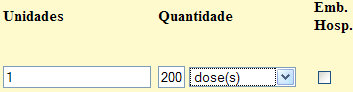 Unidades Quantidade Emb. Hosp.
1 200 dose(s)